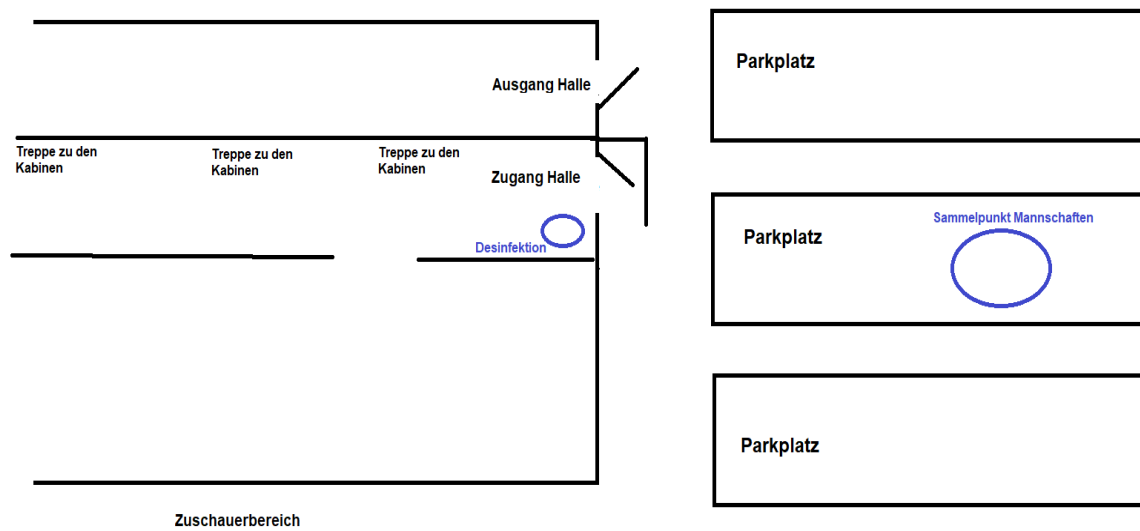 Parkplatz
Ausgang Halle
Treppe zu den
Kabinen
Treppe zu den
Kabinen
Treppe zu den
Kabinen
Zugang Halle
Desinfektion
Sammelpunkt Mannschaften
Parkplatz
Parkplatz
Zuschauerbereich